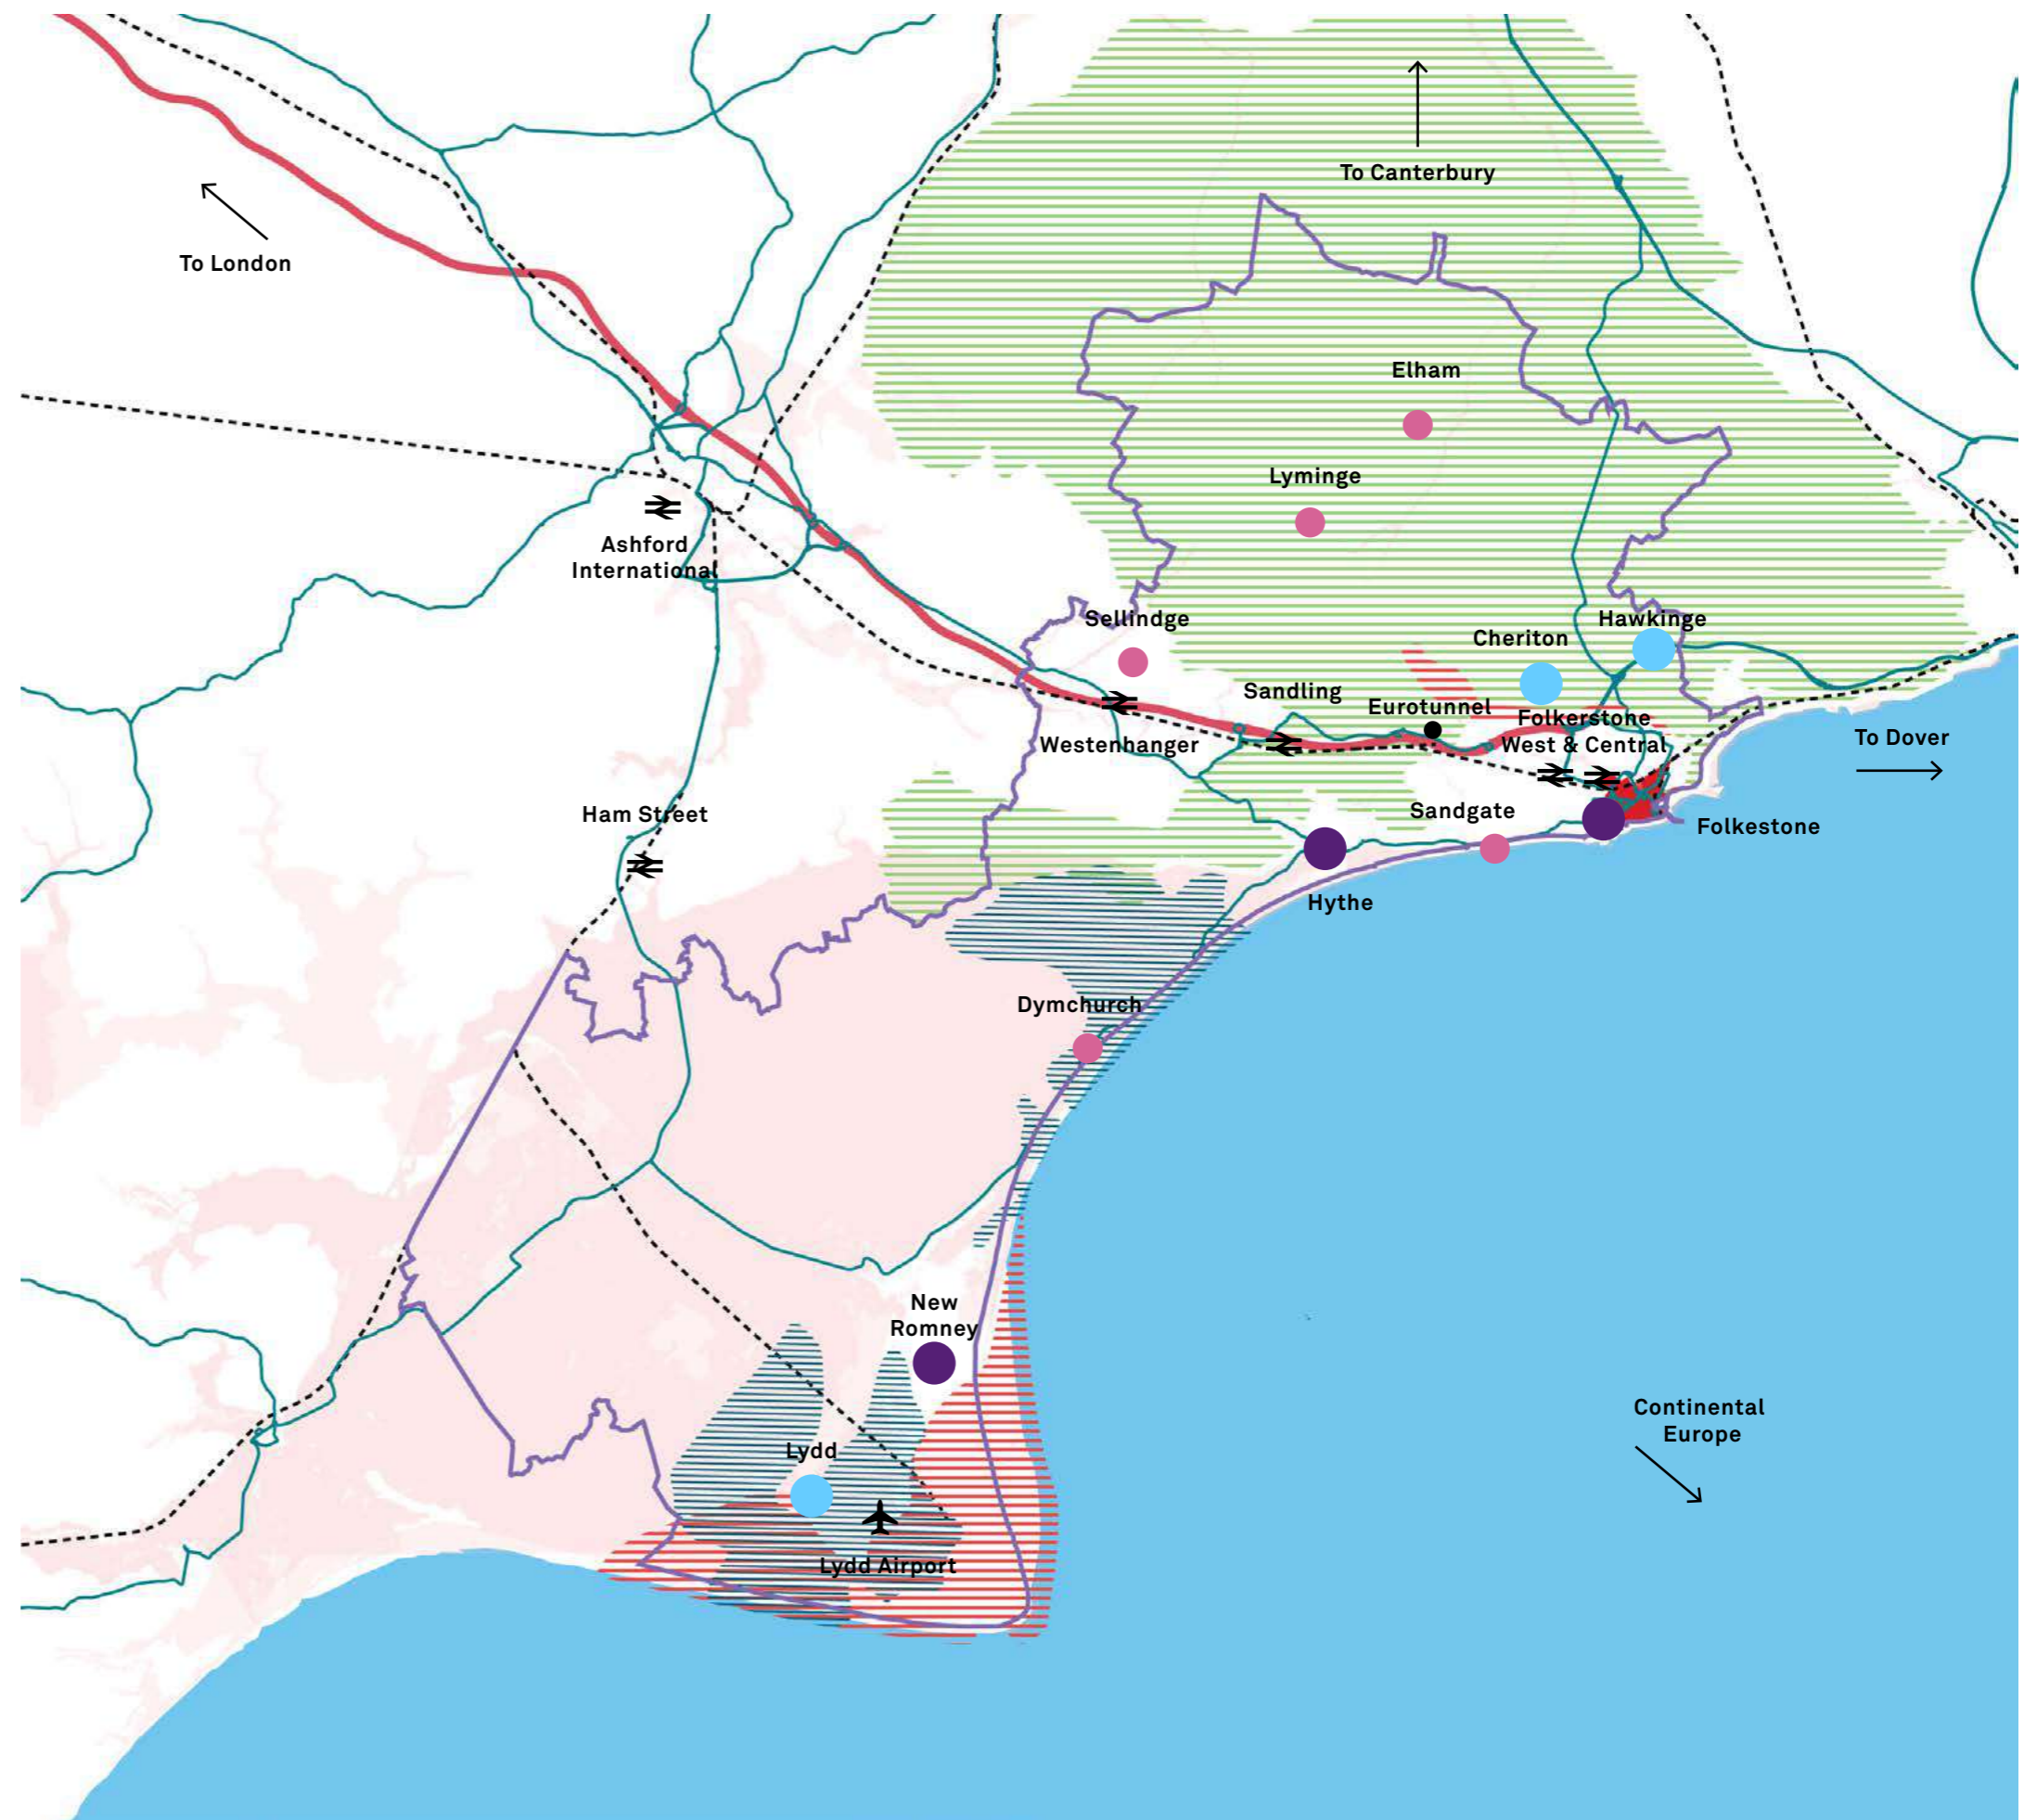 To Canterbury
To London
Elham
Lyminge
Ashford
International
Sellindge
Hawkinge
Cheriton
Sandling
Eurotunnel
Folkerstone
West & Central
Westenhanger
To Dover
Ham Street
Sandgate
Folkestone
Hythe
Dymchurch
New
Romney
Continental
Europe
Lydd
Lydd Airport